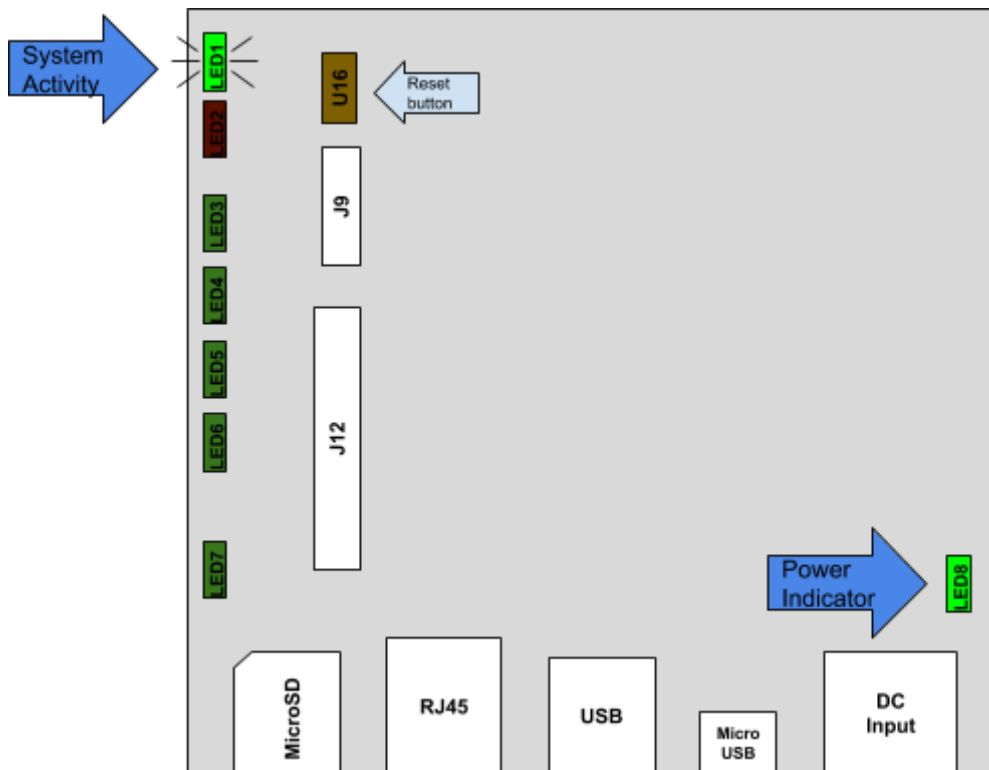 System
Activity
LED1
U16
Reset
button
LED2
J9
LED3
LED4
LED5
J12
LED6
LED7
Power
Indicator
LED8
MicroSD
RJ45
USB
Micro
USB
DC
Input